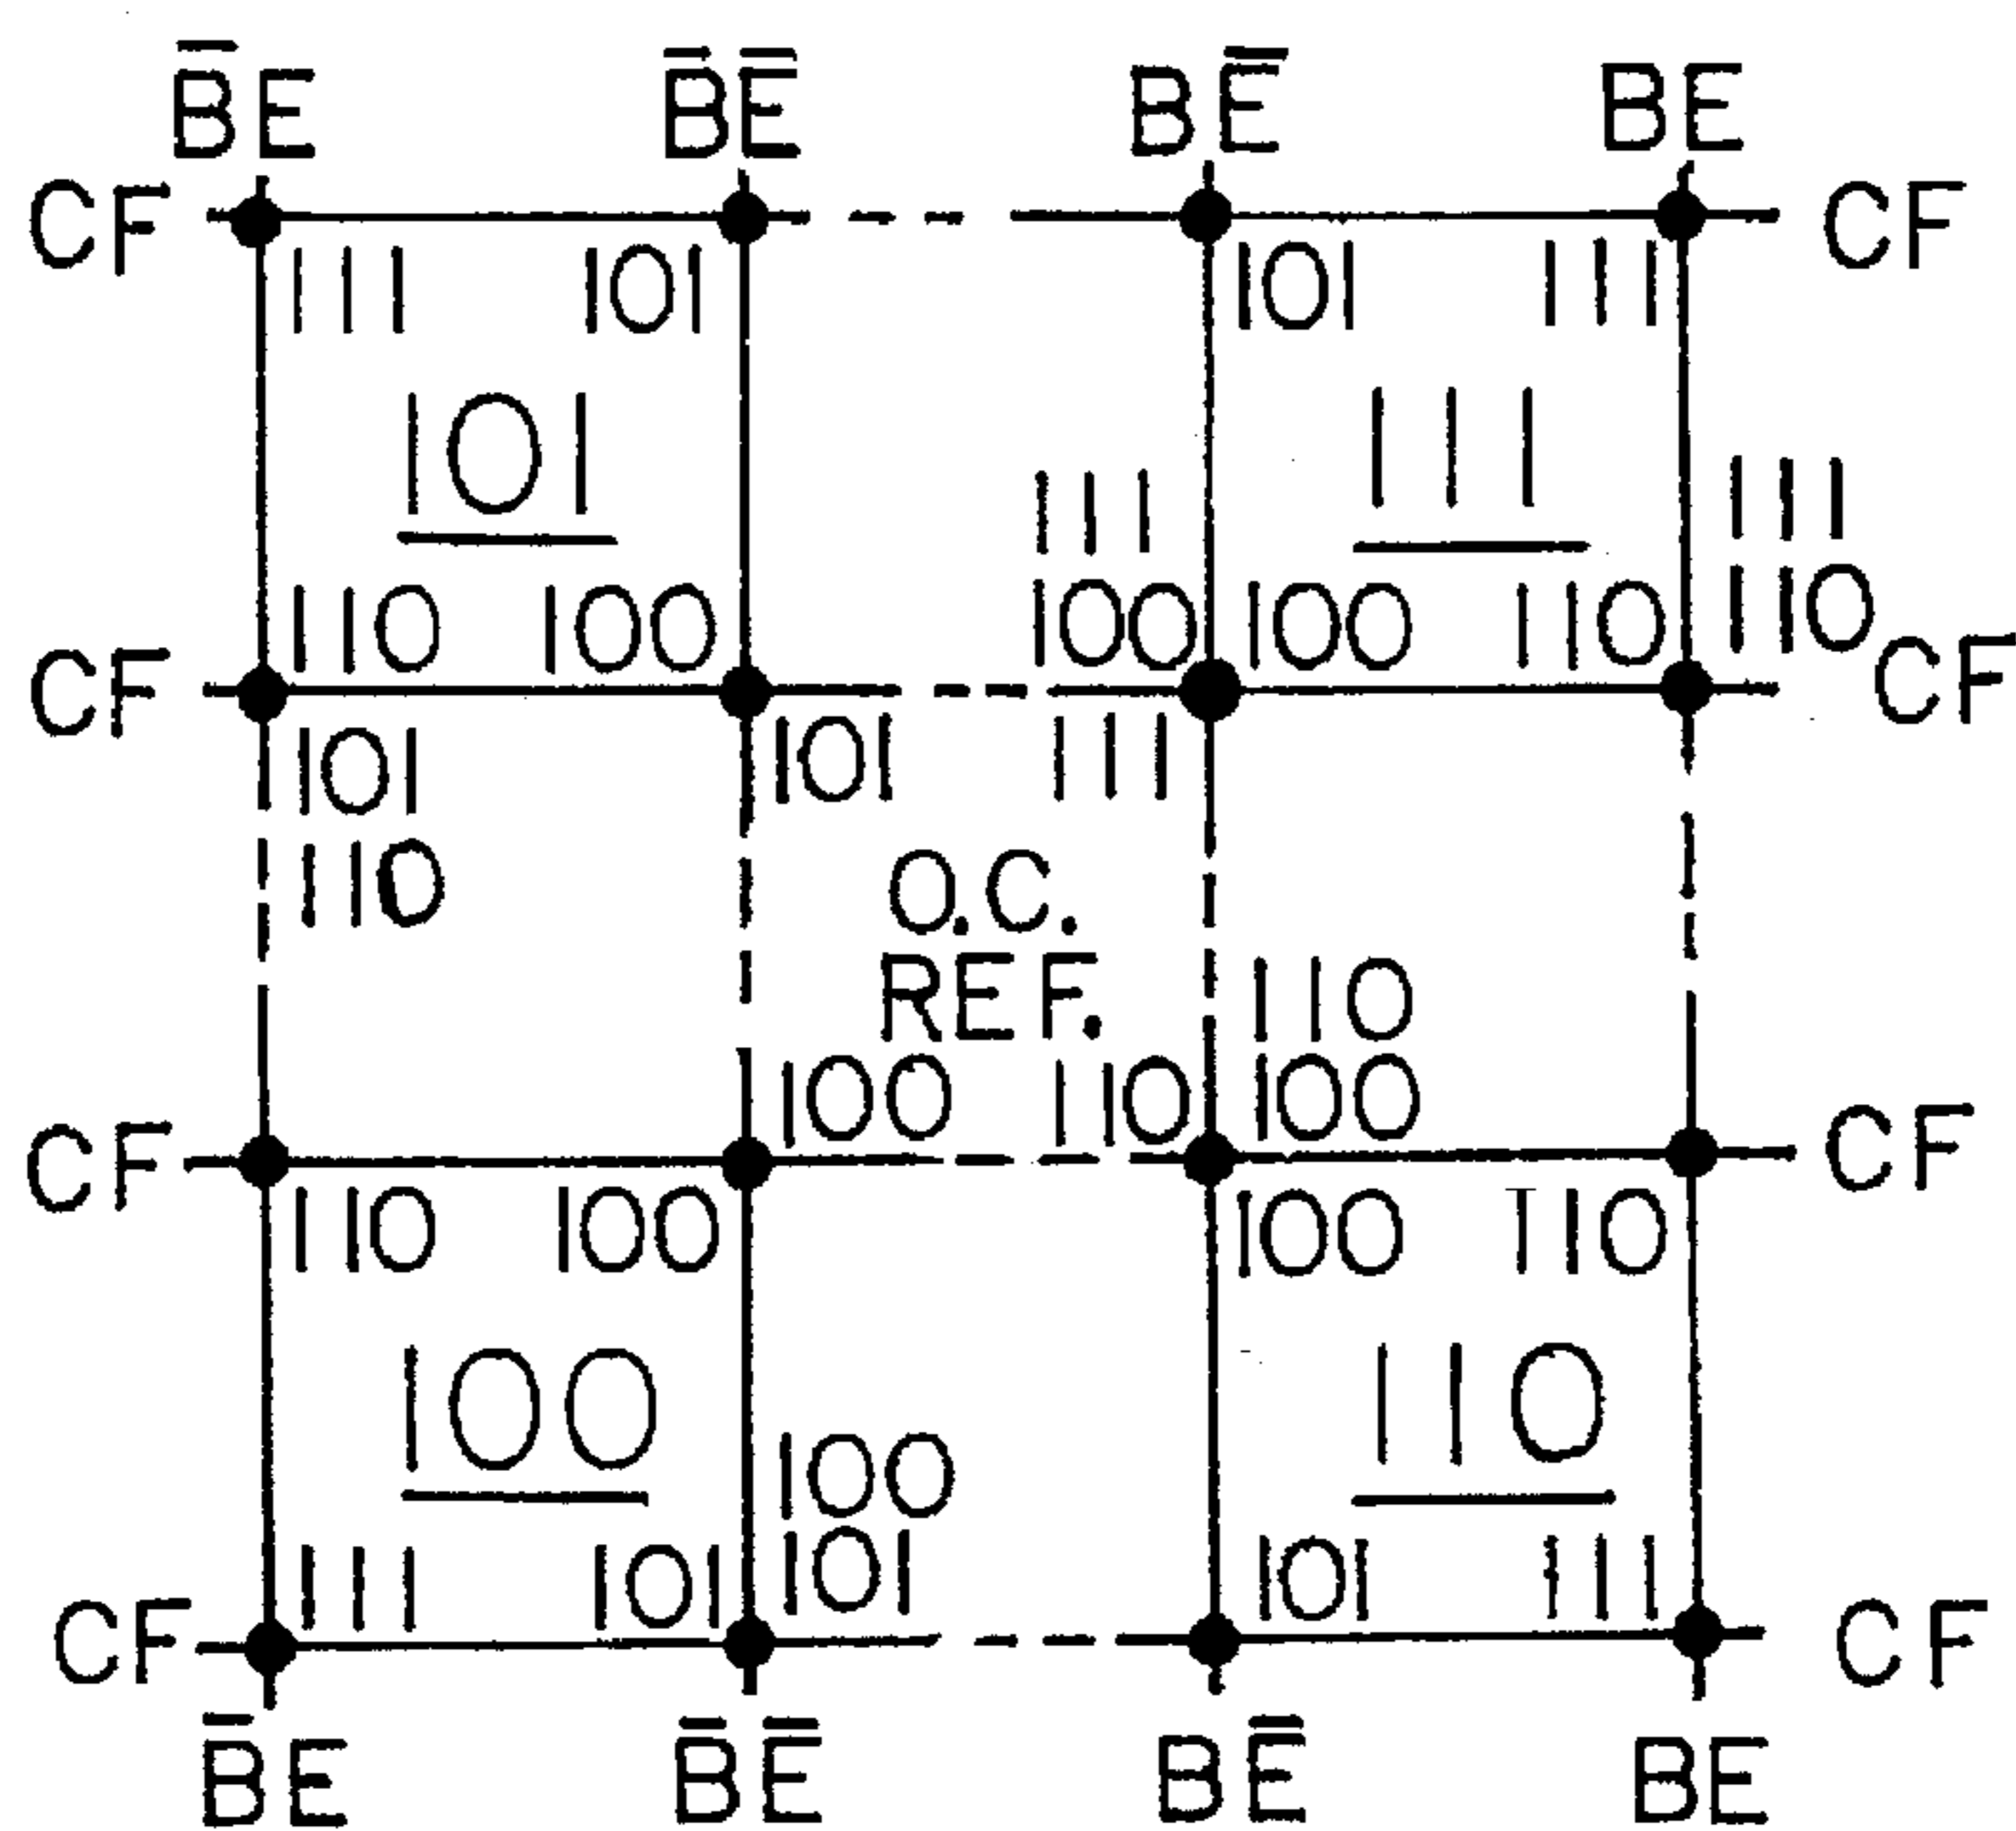 B̅E B̅E̅ BE̅ BE
CF CF
111 101 101 111
101 111
111 111
110 100 100 100 110 110
CF CF
101 101 111
110
O.C.
REF. 110
100 110 100
CF CF
110 100 100 110
100 110
100
111 101 101 101 111
CF CF
B̅E B̅E̅ BE̅ BE